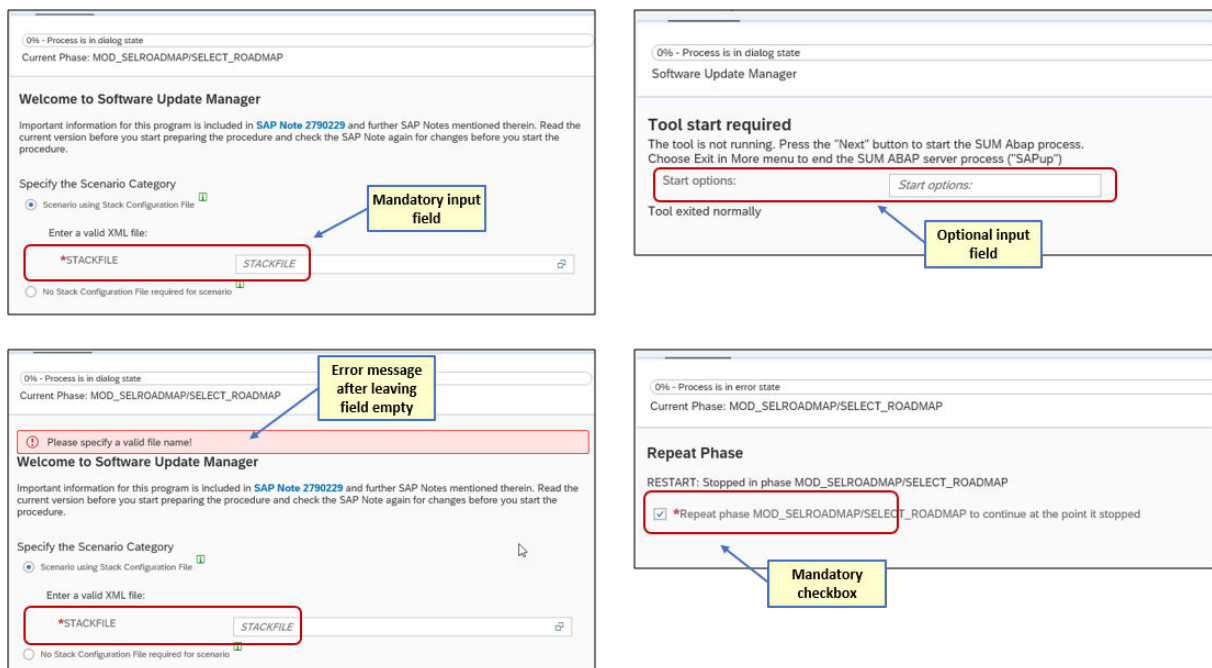 0% - Process is in dialog state
Current Phase: MOD_SELROADMAP/SELECT_ROADMAP
Welcome to Software Update Manager
Important information for this program is included in SAP Note 2790229 and further SAP Notes mentioned therein. Read the
current version before you start preparing the procedure and check the SAP Note again for changes before you start the
procedure.
Specify the Scenario Category
Scenario using Stack Configuration File
Mandatory input
field
Enter a valid XML file:
*STACKFILE STACKFILE
No Stack Configuration File required for scenario
0% - Process is in dialog state
Software Update Manager
Tool start required
The tool is not running. Press the "Next" button to start the SUM Abap process.
Choose Exit in More menu to end the SUM ABAP server process ("SAPup")
Start options: Start options:
Tool exited normally
Optional input
field
0% - Process is in dialog state
Current Phase: MOD_SELROADMAP/SELECT_ROADMAP
Error message
after leaving
field empty
Please specify a valid file name!
Welcome to Software Update Manager
Important information for this program is included in SAP Note 2790229 and further SAP Notes mentioned therein. Read the
current version before you start preparing the procedure and check the SAP Note again for changes before you start the
procedure.
Specify the Scenario Category
Scenario using Stack Configuration File
Enter a valid XML file:
*STACKFILE STACKFILE
No Stack Configuration File required for scenario
0% - Process is in error state
Current Phase: MOD_SELROADMAP/SELECT_ROADMAP
Repeat Phase
RESTART: Stopped in phase MOD_SELROADMAP/SELECT_ROADMAP
*Repeat phase MOD_SELROADMAP/SELECT_ROADMAP to continue at the point it stopped
Mandatory
checkbox